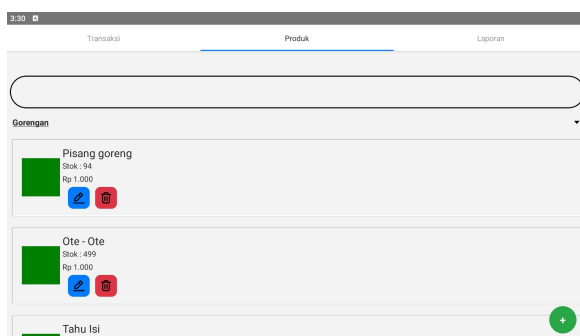 3:30
Transaksi
Produk
Laporan
Gorengan
Pisang goreng
Stok : 94
Rp 1.000
Ote - Ote
Stok : 499
Rp 1.000
+
Tahu Isi